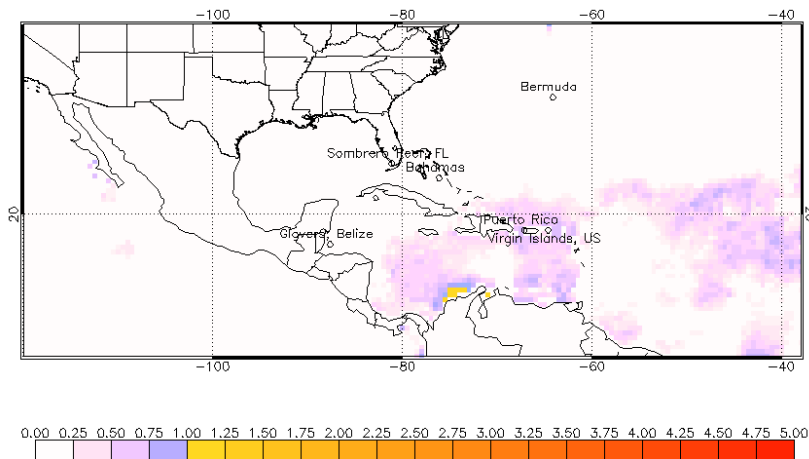 -100 -80 -60 -40
Bermuda
Sombrero Reef, FL
Bahamas
20 20
Puerto Rico
Glovers, Belize
Virgin Islands, US
-100 -80 -60 -40
0.00 0.25 0.50 0.75 1.00 1.25 1.50 1.75 2.00 2.25 2.50 2.75 3.00 3.25 3.50 3.75 4.00 4.25 4.50 4.75 5.00